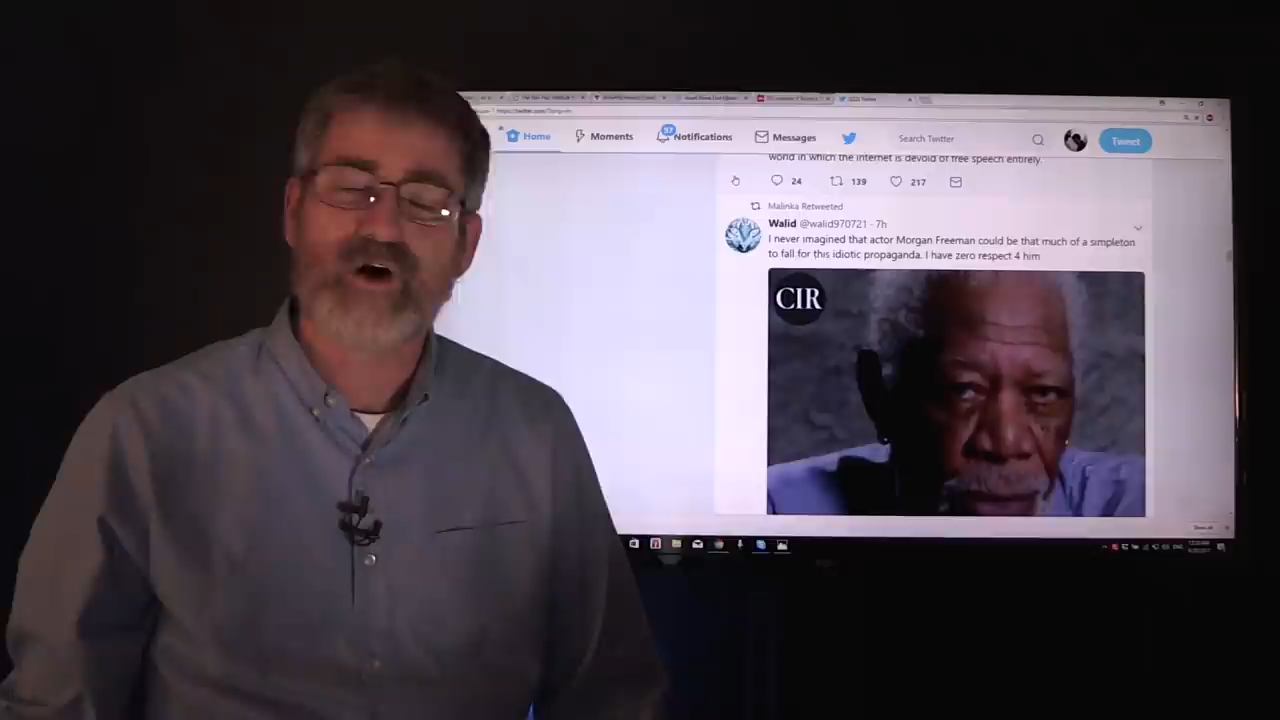 Home
Moments
97
Notifications
Messages
Search Twitter
Tweet
world in which the internet is devoid of free speech entirely.
24
139
217
Malinka Retweeted
Walid @walid970721 · 7h
I never imagined that actor Morgan Freeman could be that much of a simpleton
to fall for this idiotic propaganda. I have zero respect 4 him
CIR